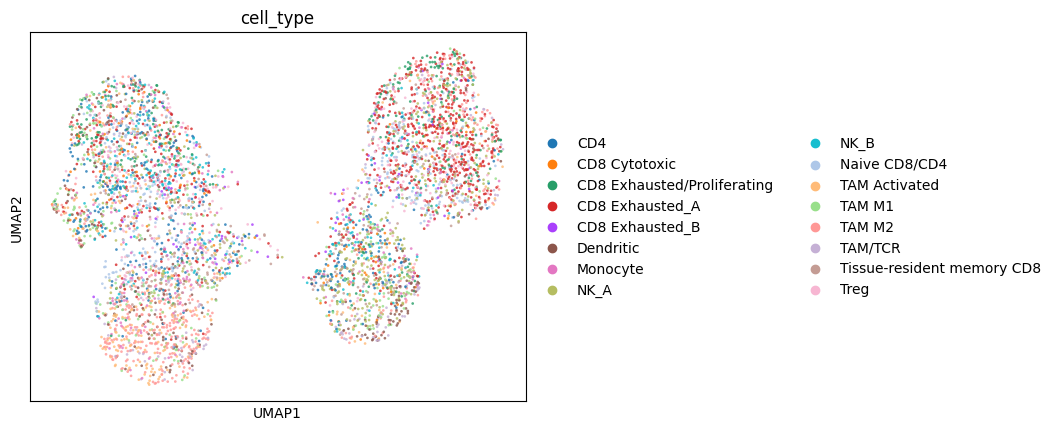 cell_type
UMAP2
UMAP1
CD4
CD8 Cytotoxic
CD8 Exhausted/Proliferating
CD8 Exhausted_A
CD8 Exhausted_B
Dendritic
Monocyte
NK_A
NK_B
Naive CD8/CD4
TAM Activated
TAM M1
TAM M2
TAM/TCR
Tissue-resident memory CD8
Treg